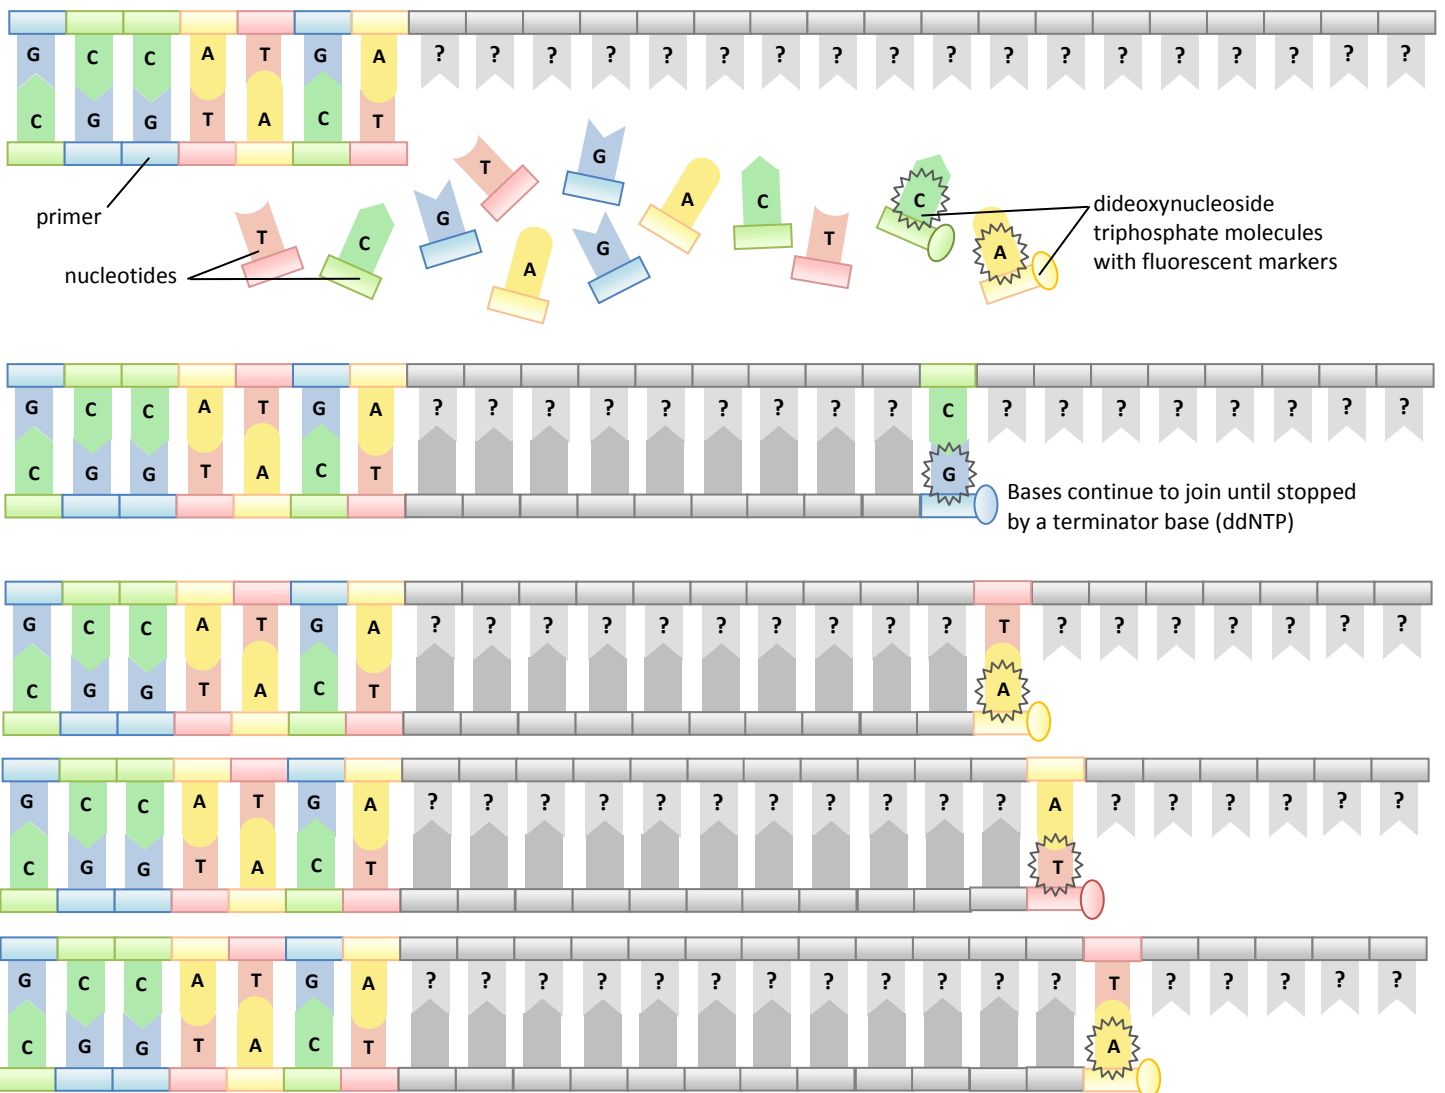 G C C A T G A ? ? ? ? ? ? ? ? ? ? ? ? ? ? ? ? ? ?
C G G T A C T
primer
T G A C C
G T C G T A A
nucleotides
dideoxynucleoside
triphosphate molecules
with fluorescent markers
G C C A T G A ? ? ? ? ? ? ? ? ? C ? ? ? ? ? ? ? ?
C G G T A C T G
Bases continue to join until stopped
by a terminator base (ddNTP)
G C C A T G A ? ? ? ? ? ? ? ? ? ? T ? ? ? ? ? ? ?
C G G T A C T A
G C C A T G A ? ? ? ? ? ? ? ? ? ? ? A ? ? ? ? ? ?
C G G T A C T T
G C C A T G A ? ? ? ? ? ? ? ? ? ? ? ? T ? ? ? ? ?
C G G T A C T A